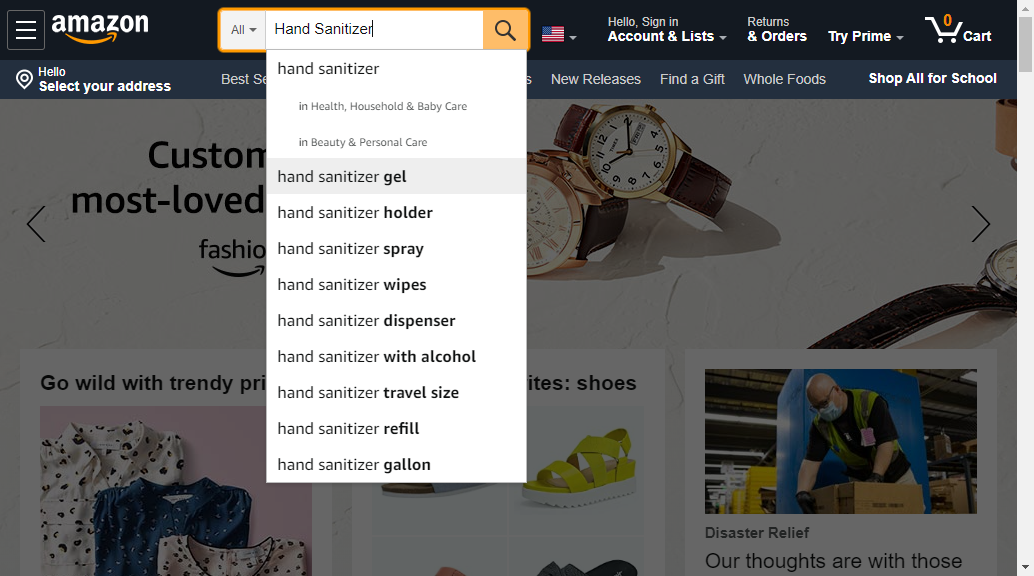 amazon
All
Hand Sanitizer
Hello, Sign in
Account & Lists
Returns
& Orders
Try Prime
0
Cart
Hello
Select your address
Best Se
s
New Releases
Find a Gift
Whole Foods
Shop All for School
hand sanitizer
in Health, Household & Baby Care
in Beauty & Personal Care
hand sanitizer gel
hand sanitizer holder
hand sanitizer spray
hand sanitizer wipes
hand sanitizer dispenser
hand sanitizer with alcohol
hand sanitizer travel size
hand sanitizer refill
hand sanitizer gallon
Custom
most-loved
fashio
TIMEX
Go wild with trendy pri
ites: shoes
Disaster Relief
Our thoughts are with those